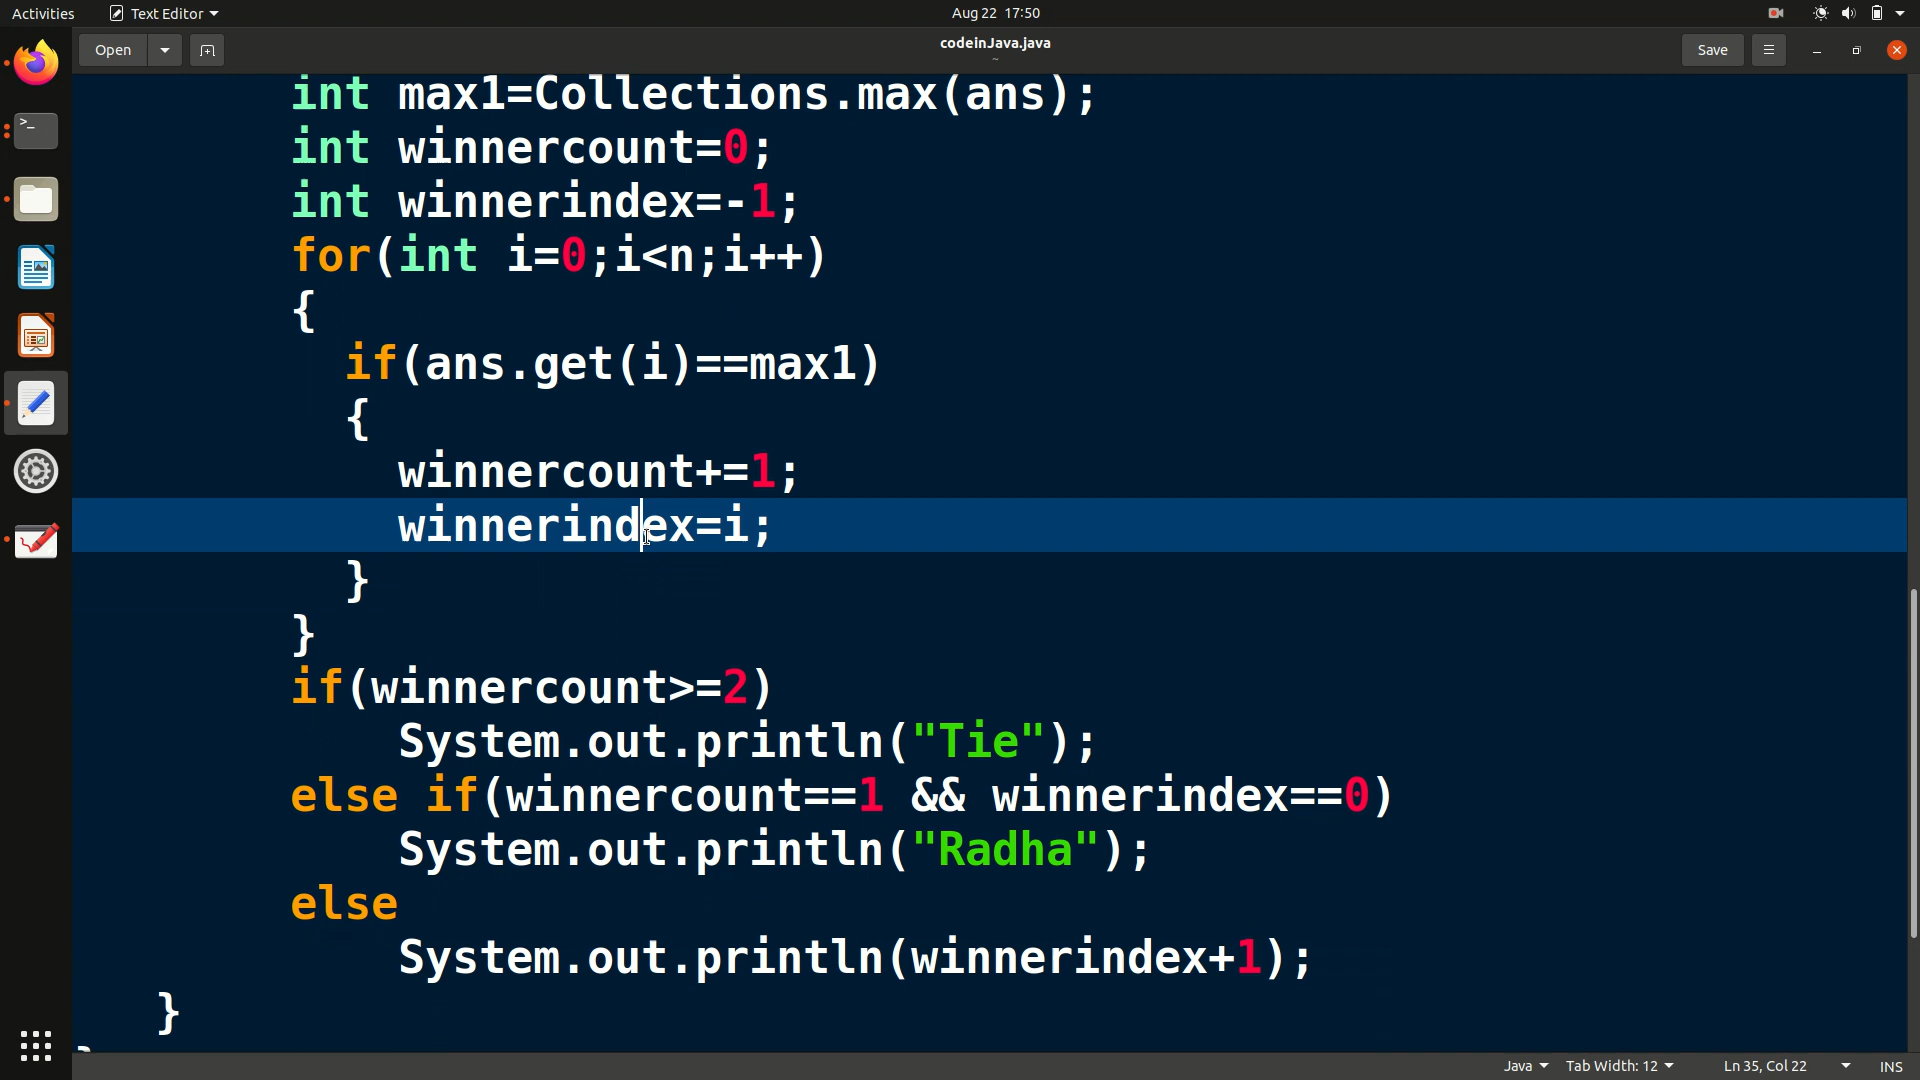 Activities Text Editor Aug 22 17:50
Open codeinJava.java Save
~
int max1=Collections.max(ans);
int winnercount=0;
int winnerindex=-1;
for(int i=0;i<n;i++)
{
if(ans.get(i)==max1)
{
winnercount+=1;
winnerindex=i;
}
}
if(winnercount>=2)
System.out.println("Tie");
else if(winnercount==1 && winnerindex==0)
System.out.println("Radha");
else
System.out.println(winnerindex+1);
}
Java Tab Width: 12 Ln 35, Col 22 INS